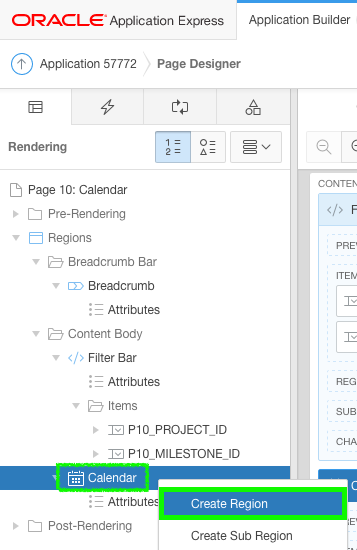 ORACLE Application Express
Application Builder
Application 57772
Page Designer
Rendering
Page 10: Calendar
Pre-Rendering
Regions
Breadcrumb Bar
Breadcrumb
Attributes
Content Body
Filter Bar
Attributes
Items
P10_PROJECT_ID
P10_MILESTONE_ID
Calendar
Attributes
Post-Rendering
Create Region
Create Sub Region
CONTEN
F
PREV
ITEM
REG
SUB
CHA